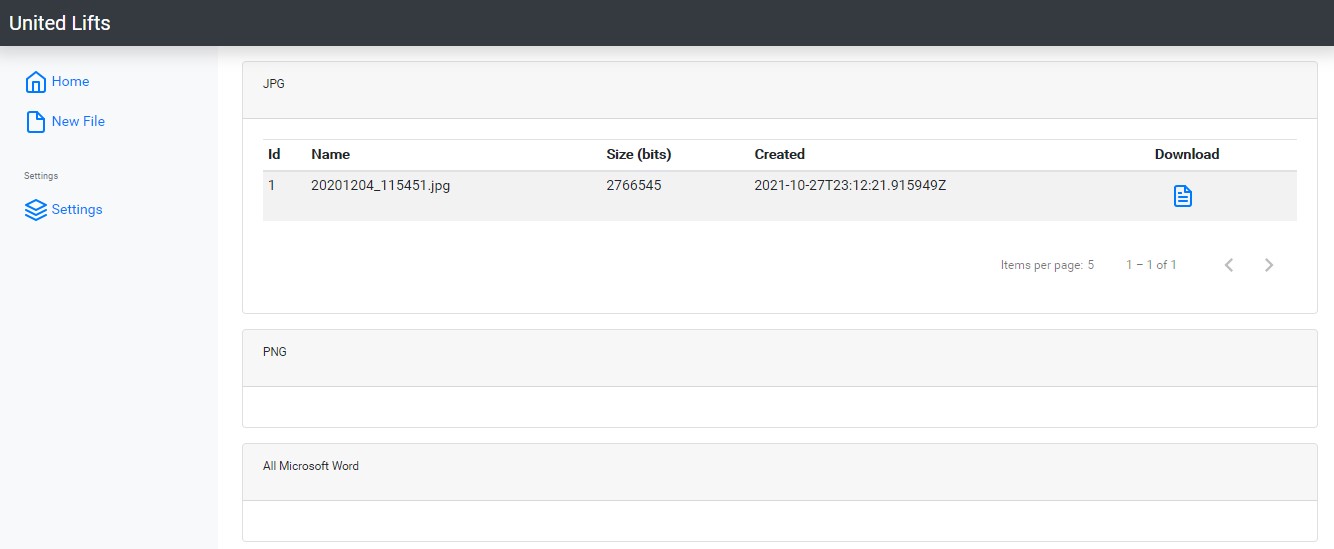 United Lifts
Home
New File
Settings
Settings
JPG
Id Name Size (bits) Created Download
1 20201204_115451.jpg 2766545 2021-10-27T23:12:21.915949Z
Items per page: 5 1 – 1 of 1
PNG
All Microsoft Word